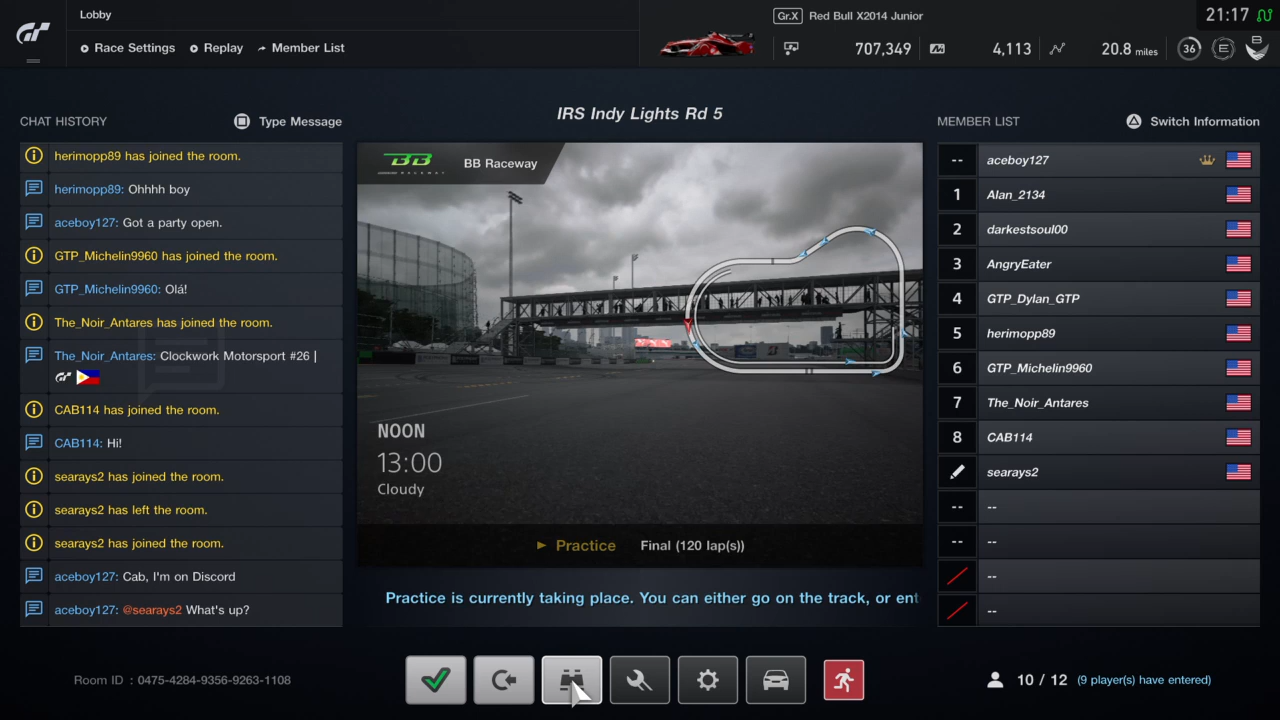 Lobby
Race Settings
Replay
Member List
Gr.X
Red Bull X2014 Junior
21:17
707,349
4,113
20.8 miles
36
E
B
CHAT HISTORY
Type Message
herimopp89 has joined the room.
herimopp89: Ohhhh boy
aceboy127: Got a party open.
GTP_Michelin9960 has joined the room.
GTP_Michelin9960: Olá!
The_Noir_Antares has joined the room.
The_Noir_Antares: Clockwork Motorsport #26 |
CAB114 has joined the room.
CAB114: Hi!
searays2 has joined the room.
searays2 has left the room.
searays2 has joined the room.
aceboy127: Cab, I'm on Discord
aceboy127: @searays2 What's up?
IRS Indy Lights Rd 5
BB
RACEWAY
BB Raceway
NOON
13:00
Cloudy
Practice
Final (120 lap(s))
Practice is currently taking place. You can either go on the track, or ent
MEMBER LIST
Switch Information
-- aceboy127
1 Alan_2134
2 darkestsoul00
3 AngryEater
4 GTP_Dylan_GTP
5 herimopp89
6 GTP_Michelin9960
7 The_Noir_Antares
8 CAB114
searays2
-- --
-- --
--
--
Room ID : 0475-4284-9356-9263-1108
10 / 12 (9 player(s) have entered)